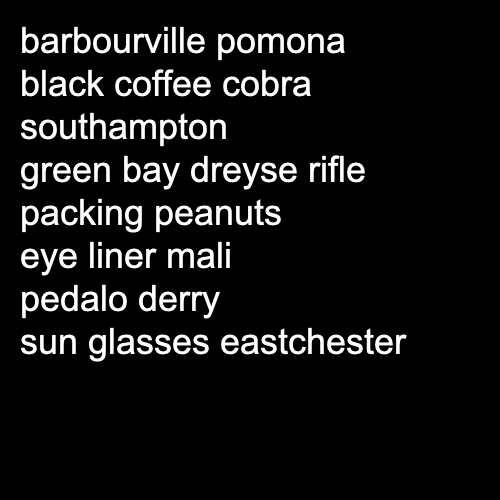 barbourville pomona
black coffee cobra
southampton
green bay dreyse rifle
packing peanuts
eye liner mali
pedalo derry
sun glasses eastchester